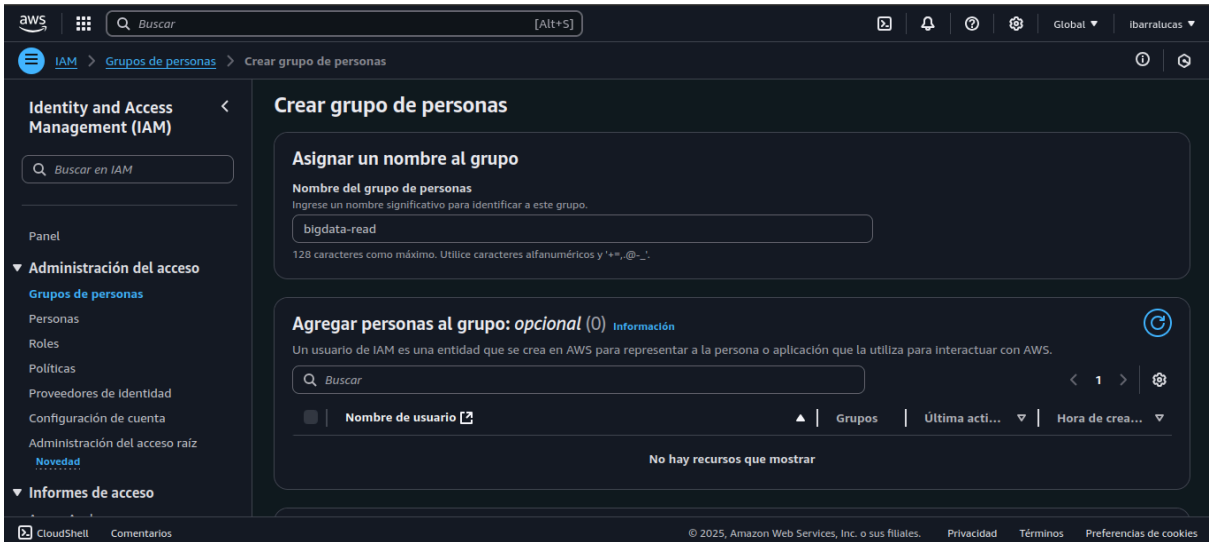 aws
Buscar [Alt+S]
Global ▼
ibarralucas ▼
IAM > Grupos de personas > Crear grupo de personas
Identity and Access
Management (IAM)
Buscar en IAM
Panel
Administración del acceso
Grupos de personas
Personas
Roles
Políticas
Proveedores de identidad
Configuración de cuenta
Administración del acceso raíz
Novedad
Informes de acceso
Crear grupo de personas
Asignar un nombre al grupo
Nombre del grupo de personas
Ingrese un nombre significativo para identificar a este grupo.
bigdata-read
128 caracteres como máximo. Utilice caracteres alfanuméricos y '+=,.@-_'.
Agregar personas al grupo: opcional (0) Información
Un usuario de IAM es una entidad que se crea en AWS para representar a la persona o aplicación que la utiliza para interactuar con AWS.
Buscar
1
Nombre de usuario Grupos Última acti... Hora de crea...
No hay recursos que mostrar
CloudShell Comentarios © 2025, Amazon Web Services, Inc. o sus filiales. Privacidad Términos Preferencias de cookies